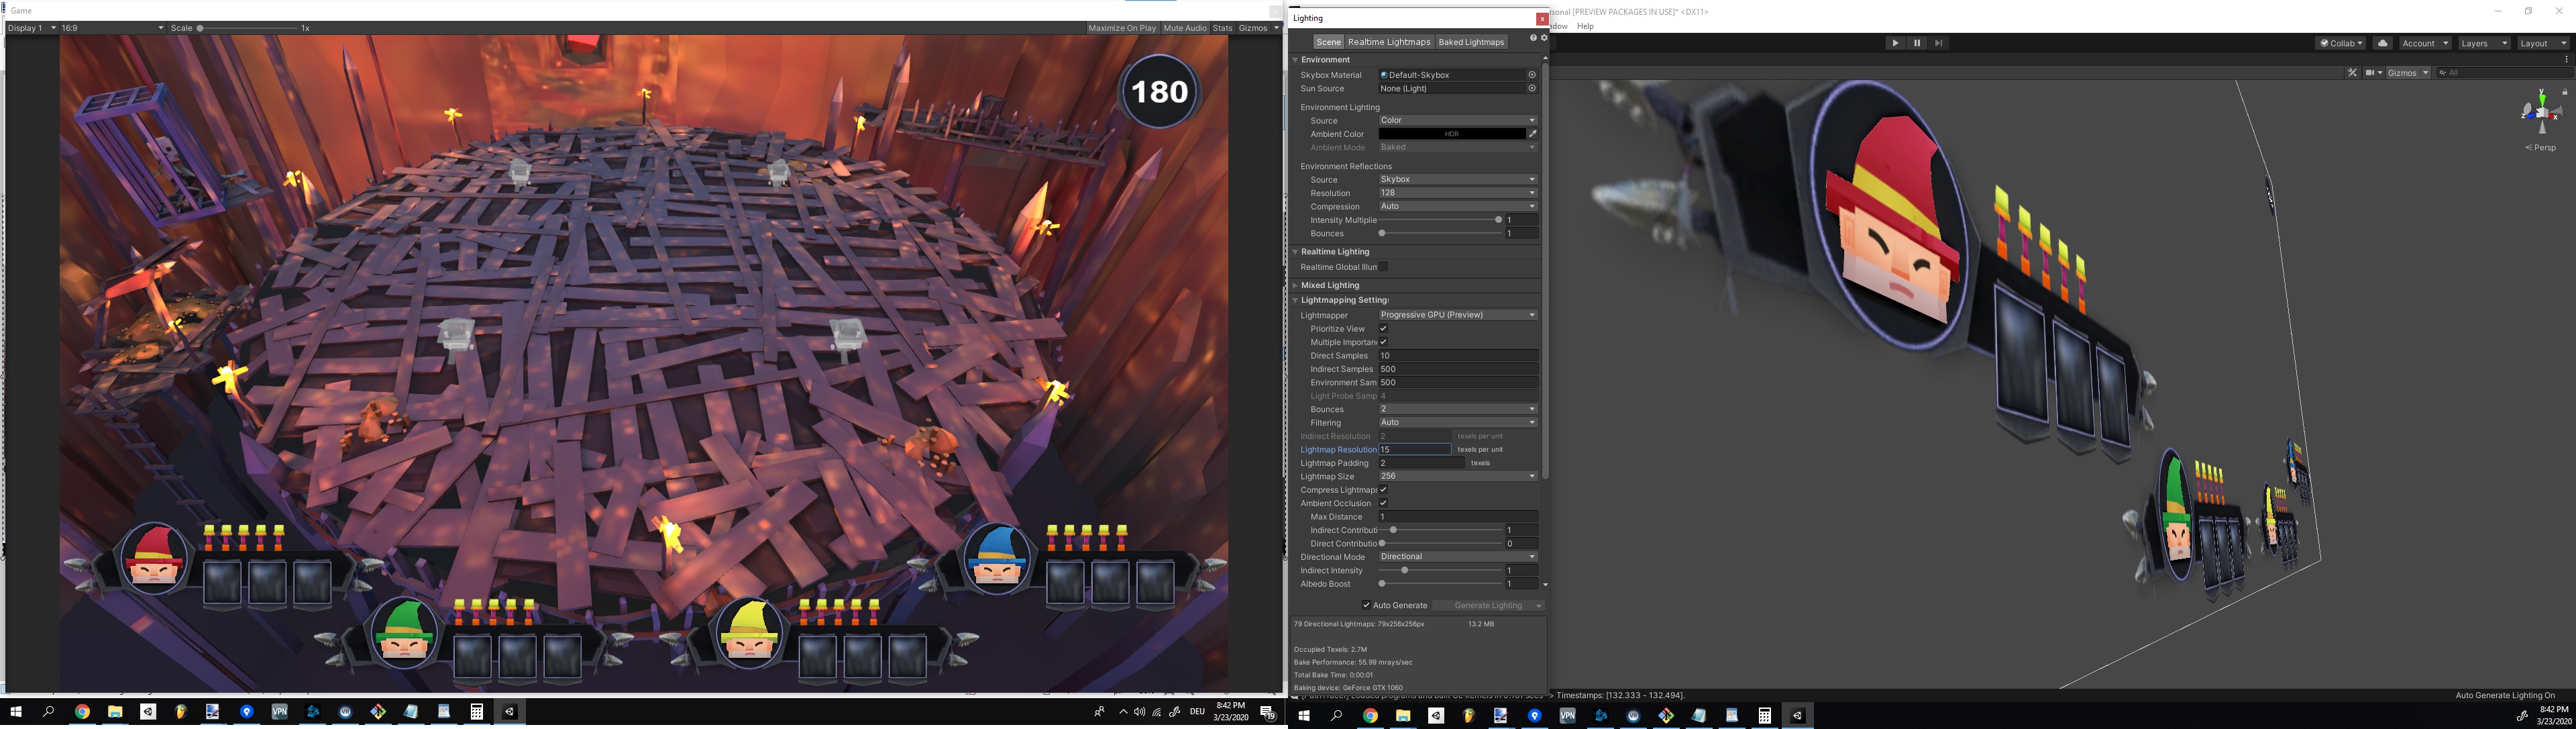 Game
Display 1 16:9 Scale 1x Maximize On Play Mute Audio Stats Gizmos
180
Lighting
Scene Realtime Lightmaps Baked Lightmaps
Environment
Skybox Material Default-Skybox
Sun Source None (Light)
Environment Lighting
Source Color
Ambient Color HDR
Ambient Mode Baked
Environment Reflections
Source Skybox
Resolution 128
Compression Auto
Intensity Multiplie 1
Bounces 1
Realtime Lighting
Realtime Global Illum
Mixed Lighting
Lightmapping Settings
Lightmapper Progressive GPU (Preview)
Prioritize View
Multiple Importan
Direct Samples 10
Indirect Samples 500
Environment Sam 500
Light Probe Samp 4
Bounces 2
Filtering Auto
Indirect Resolution 2 texels per unit
Lightmap Resolution 15 texels per unit
Lightmap Padding 2 texels
Lightmap Size 256
Compress Lightmap
Ambient Occlusion
Max Distance 1
Indirect Contributi 1
Direct Contributio 0
Directional Mode Directional
Indirect Intensity 1
Albedo Boost 1
Auto Generate Generate Lighting
79 Directional Lightmaps: 79x256x256px 13.2 MB
Occupied Texels: 2.7M
Bake Performance: 55.99 mrays/sec
Total Bake Time: 0:00:01
Baking device: GeForce GTX 1060
rsonal [PREVIEW PACKAGES IN USE]* <DX11>
ndow Help
Collab Account Layers Layout
Gizmos All
y x z
Persp
> Timestamps: [132.333 - 132.494]. Auto Generate Lighting On
VPN DEU 8:42 PM 3/23/2020 19
VPN 8:42 PM 3/23/2020